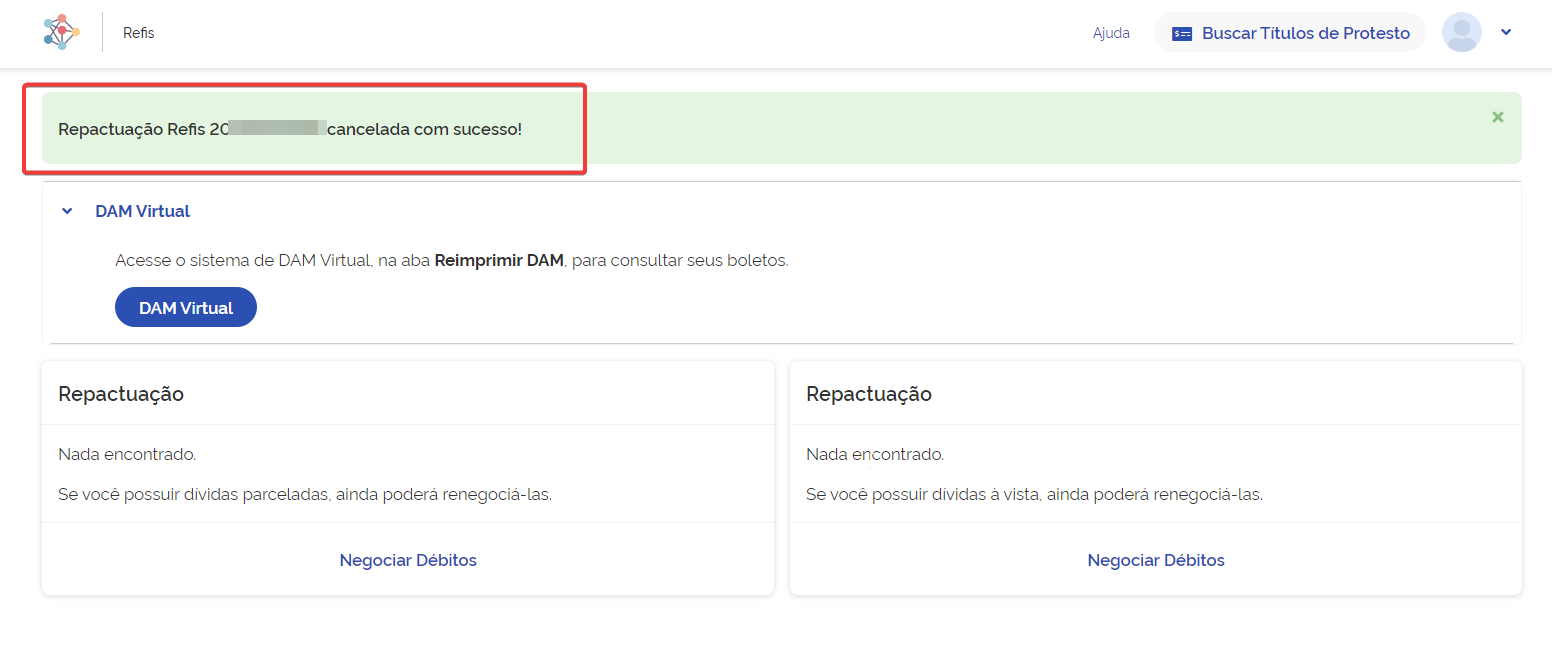 Refis
Ajuda
Buscar Títulos de Protesto
Repactuação Refis 20 cancelada com sucesso!
×
DAM Virtual
Acesse o sistema de DAM Virtual, na aba Reimprimir DAM, para consultar seus boletos.
DAM Virtual
Repactuação
Nada encontrado.
Se você possuir dívidas parceladas, ainda poderá renegociá-las.
Negociar Débitos
Repactuação
Nada encontrado.
Se você possuir dívidas à vista, ainda poderá renegociá-las.
Negociar Débitos